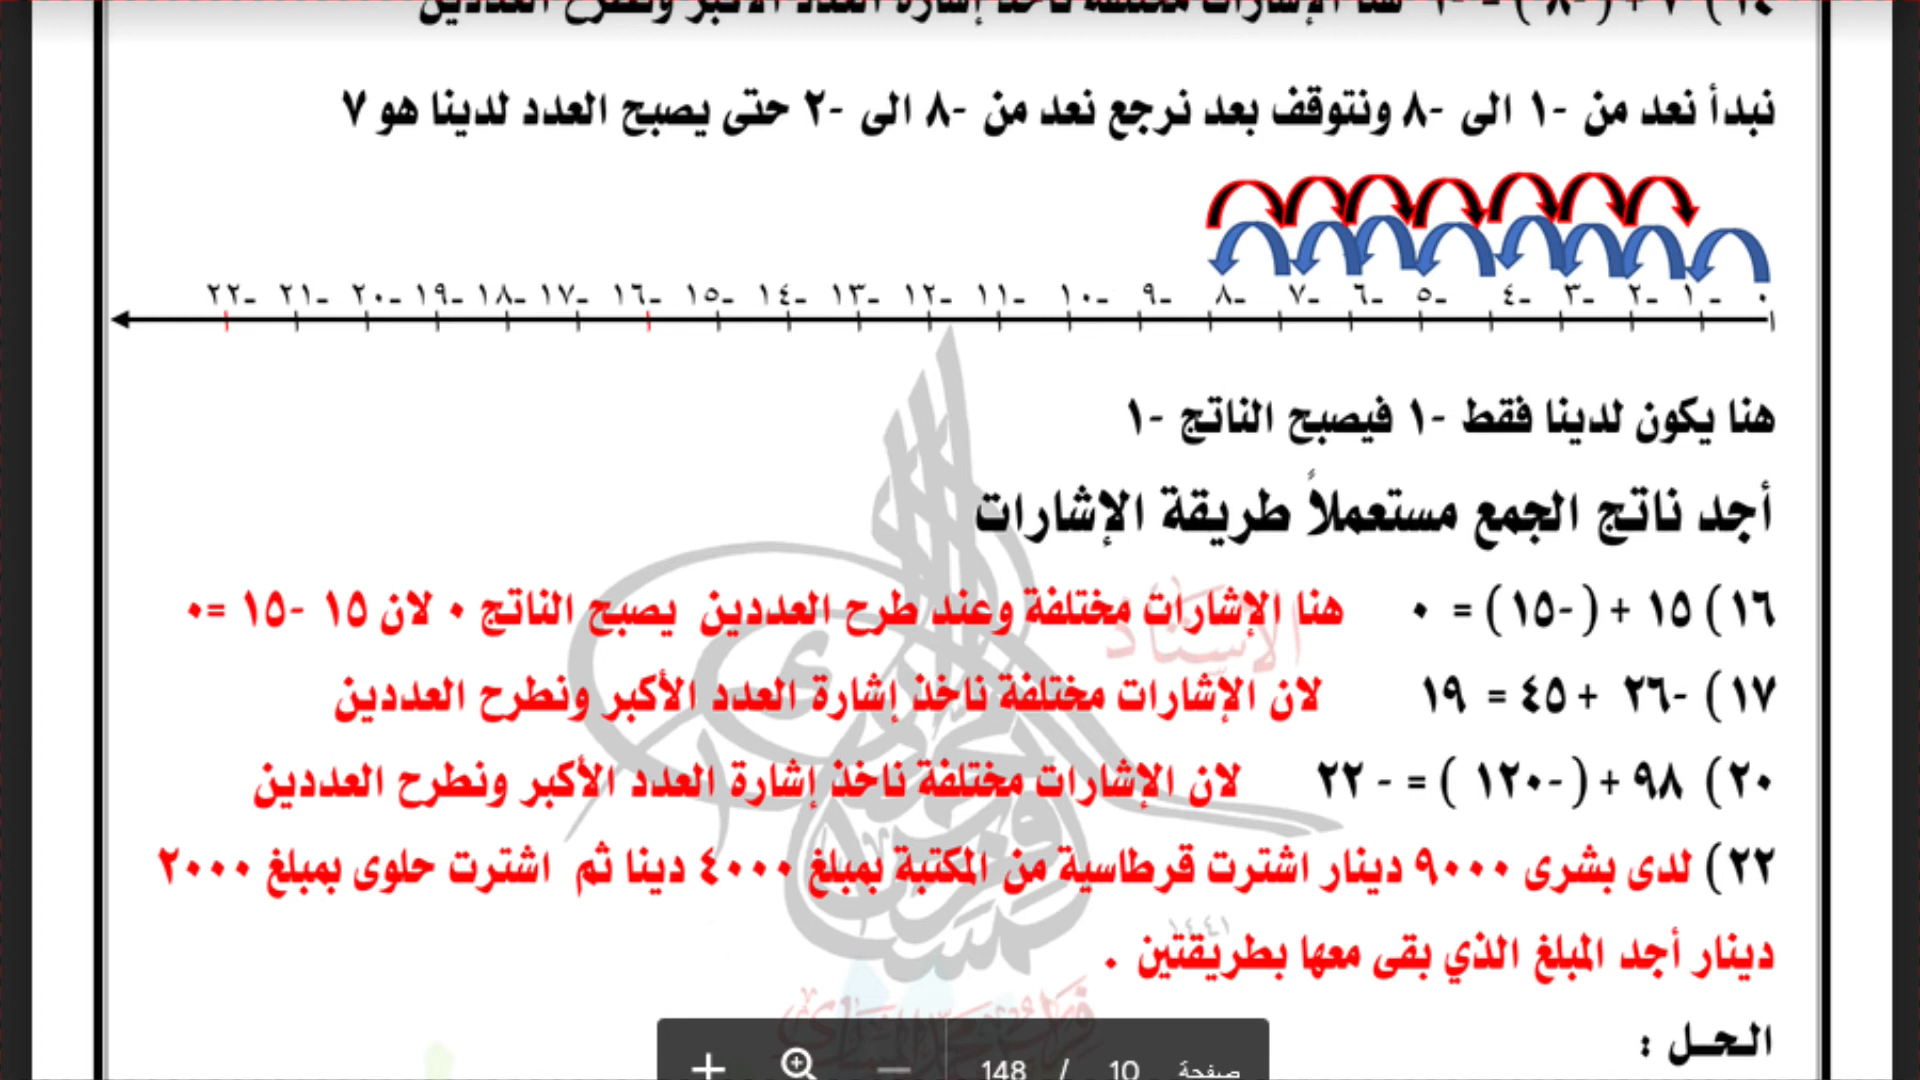 نبدأ نعد من -١ الى -٨ ونتوقف بعد نرجع نعد من -٨ الى -٢ حتى يصبح العدد لدينا هو ٧
٢٢- ٢١- ٢٠- ١٩- ١٨- ١٧- ١٦- ١٥- ١٤- ١٣- ١٢- ١١- ١٠- ٩- ٨- ٧- ٦- ٥- ٤- ٣- ٢- ١- ٠
هنا يكون لدينا فقط -١ فيصبح الناتج -١
أجد ناتج الجمع مستعملاً طريقة الإشارات
١٦) ١٥ + (-١٥) = ٠ هنا الإشارات مختلفة وعند طرح العددين يصبح الناتج ٠ لان ١٥ -١٥ =٠
١٧) -٢٦ + ٤٥ = ١٩ لان الإشارات مختلفة ناخذ إشارة العدد الأكبر ونطرح العددين
٢٠) ٩٨ + (-١٢٠) = - ٢٢ لان الإشارات مختلفة ناخذ إشارة العدد الأكبر ونطرح العددين
٢٢) لدى بشرى ٩٠٠٠ دينار اشترت قرطاسية من المكتبة بمبلغ ٤٠٠٠ دينا ثم اشترت حلوى بمبلغ ٢٠٠٠
دينار أجد المبلغ الذي بقى معها بطريقتين .
الحل :
صفحة 10 / 148
الأستاذ
١٤٤١